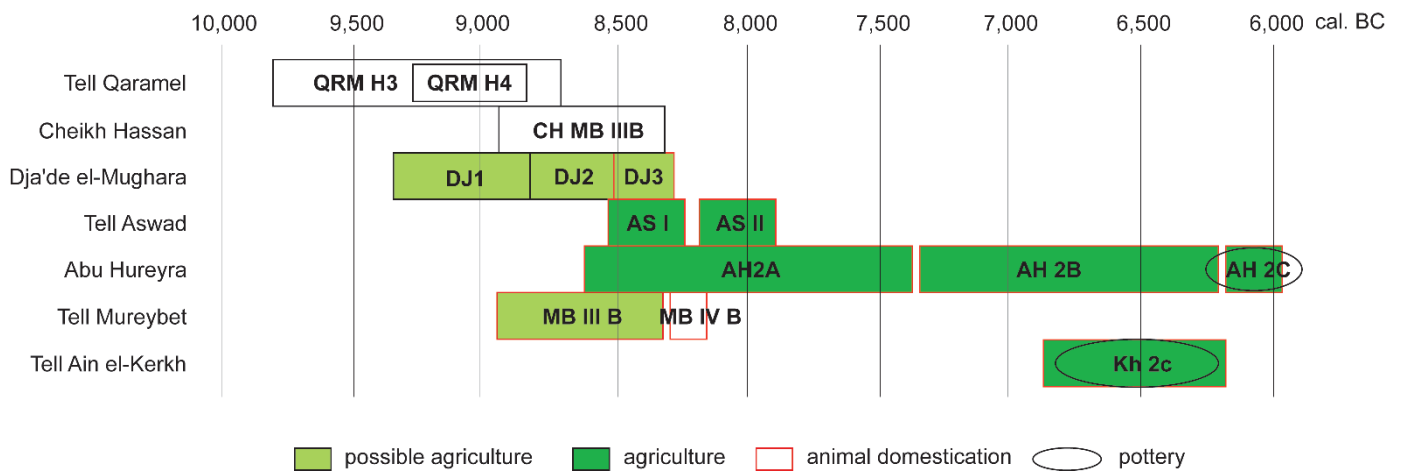 10,000 9,500 9,000 8,500 8,000 7,500 7,000 6,500 6,000 cal. BC
Tell Qaramel QRM H3 QRM H4
Cheikh Hassan CH MB IIIB
Dja'de el-Mughara DJ1 DJ2 DJ3
Tell Aswad AS I AS II
Abu Hureyra AH2A AH 2B AH 2C
Tell Mureybet MB III B MB IV B
Tell Ain el-Kerkh Kh 2c
possible agriculture agriculture animal domestication pottery